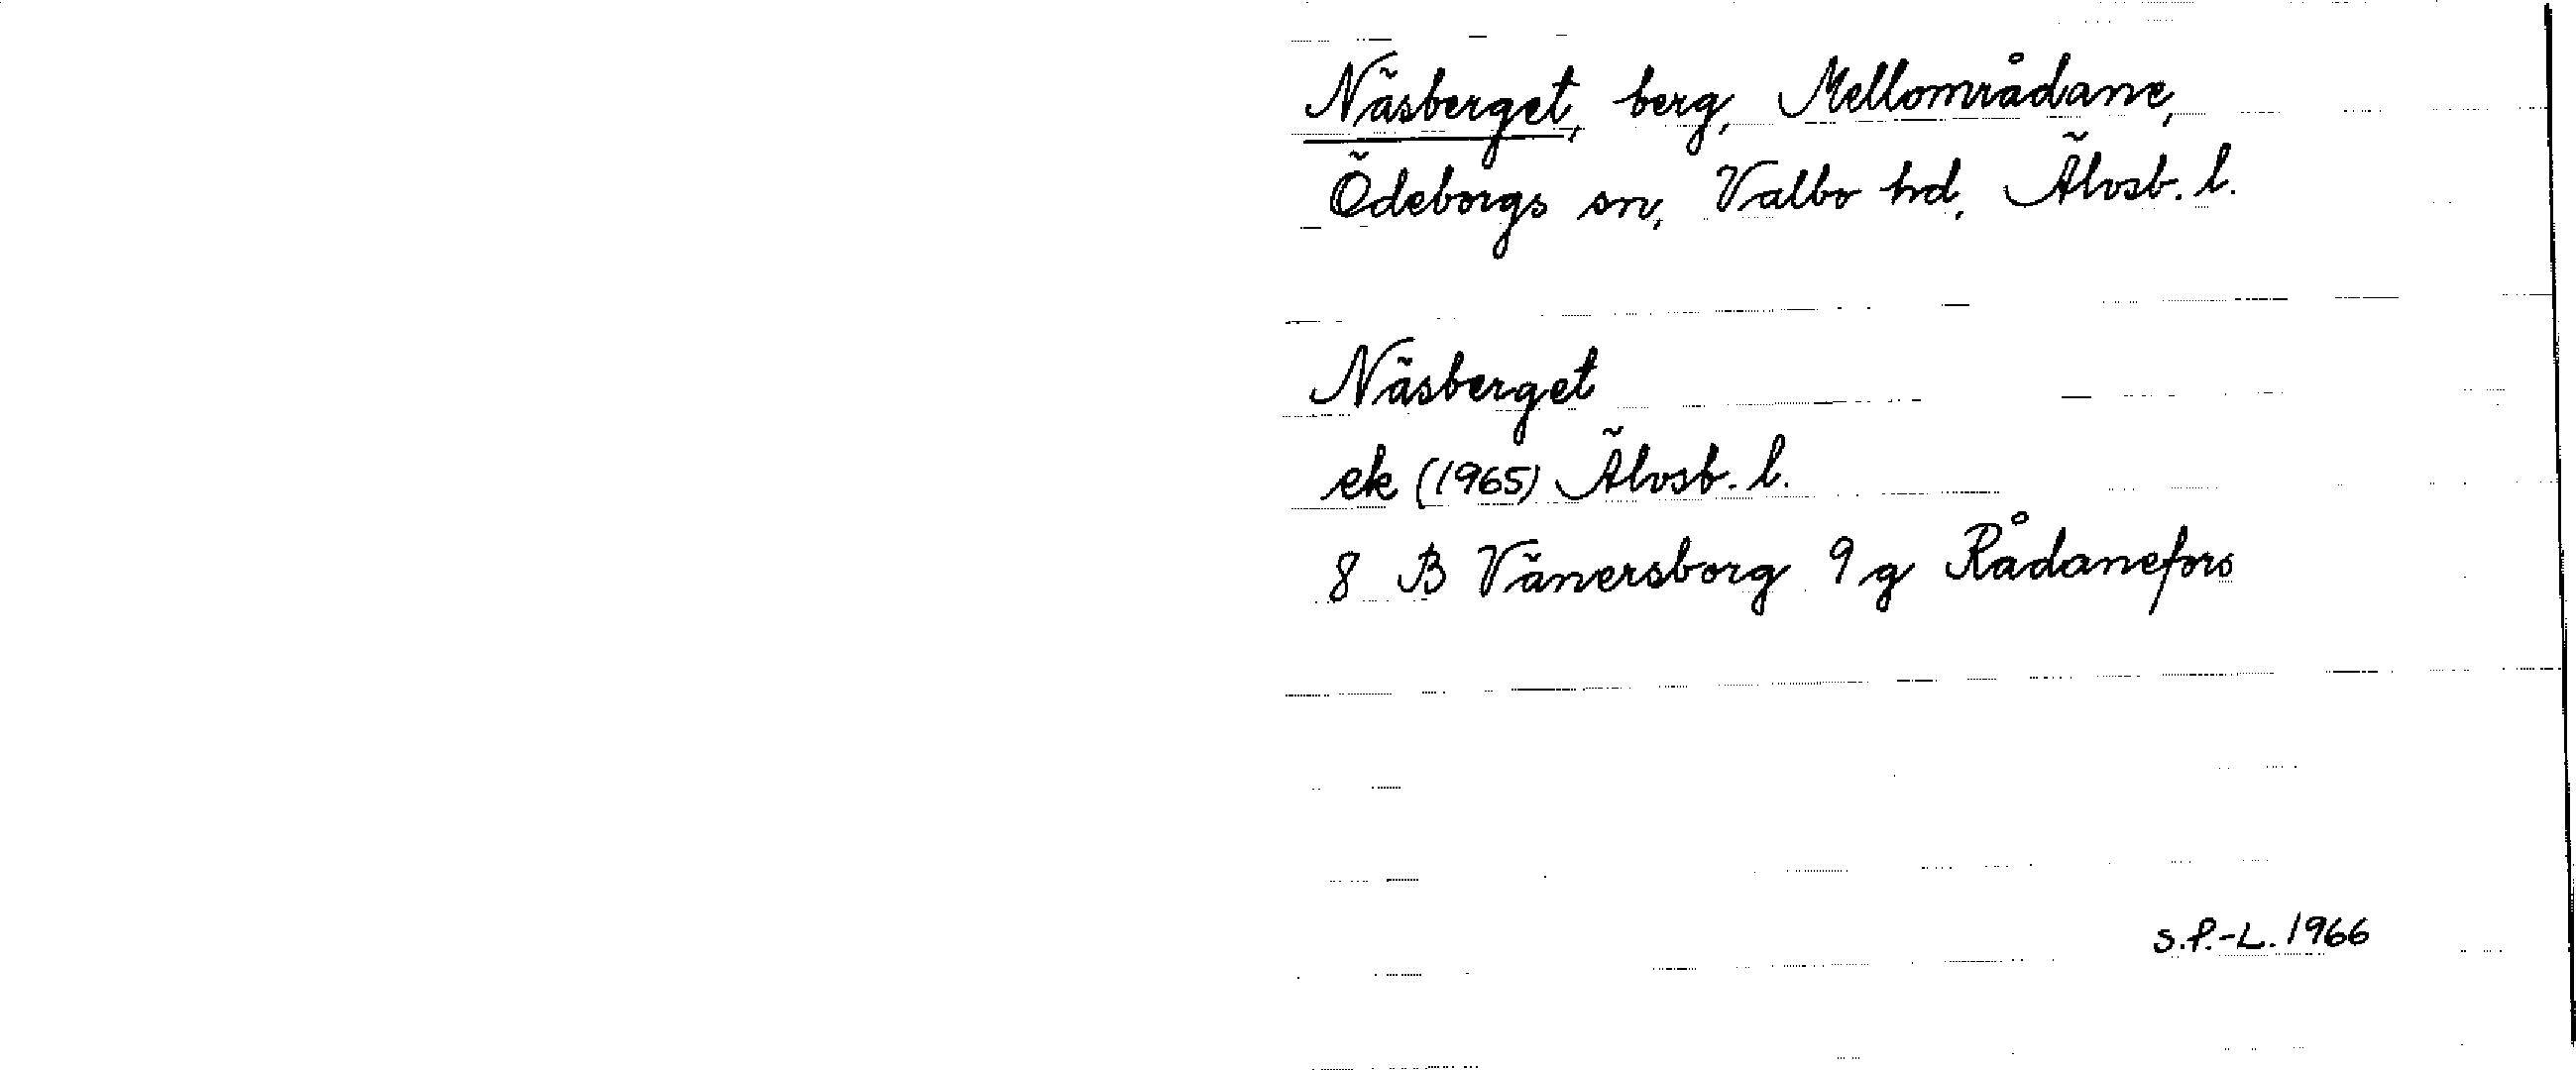 Näsberget, berg, Mellområdane,
Ödeborgs sn, Valbo hd, Älvsb. l.
Näsberget
ek (1965) Älvsb. l.
8 B Vänersborg 9 g Rådanefors
S.P.-L. 1966